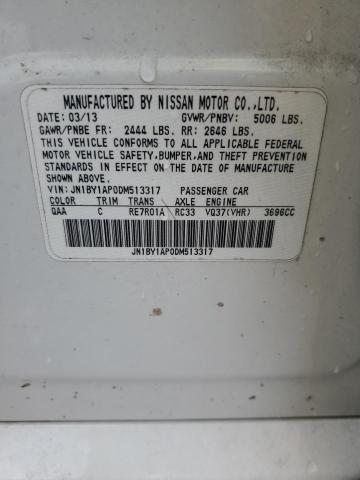 MANUFACTURED BY NISSAN MOTOR CO.,LTD.
DATE: 03/13 GVWR/PNBV: 5006 LBS.
GAWR/PNBE FR: 2444 LBS. RR: 2646 LBS.
THIS VEHICLE CONFORMS TO ALL APPLICABLE FEDERAL
MOTOR VEHICLE SAFETY,BUMPER,AND THEFT PREVENTION
STANDARDS IN EFFECT ON THE DATE OF MANUFACTURE
SHOWN ABOVE.
VIN: JN1BY1AP0DM513317 PASSENGER CAR
COLOR TRIM TRANS AXLE ENGINE
QAA C RE7R01A RC33 VQ37(VHR) 3696CC
JN1BY1AP0DM513317